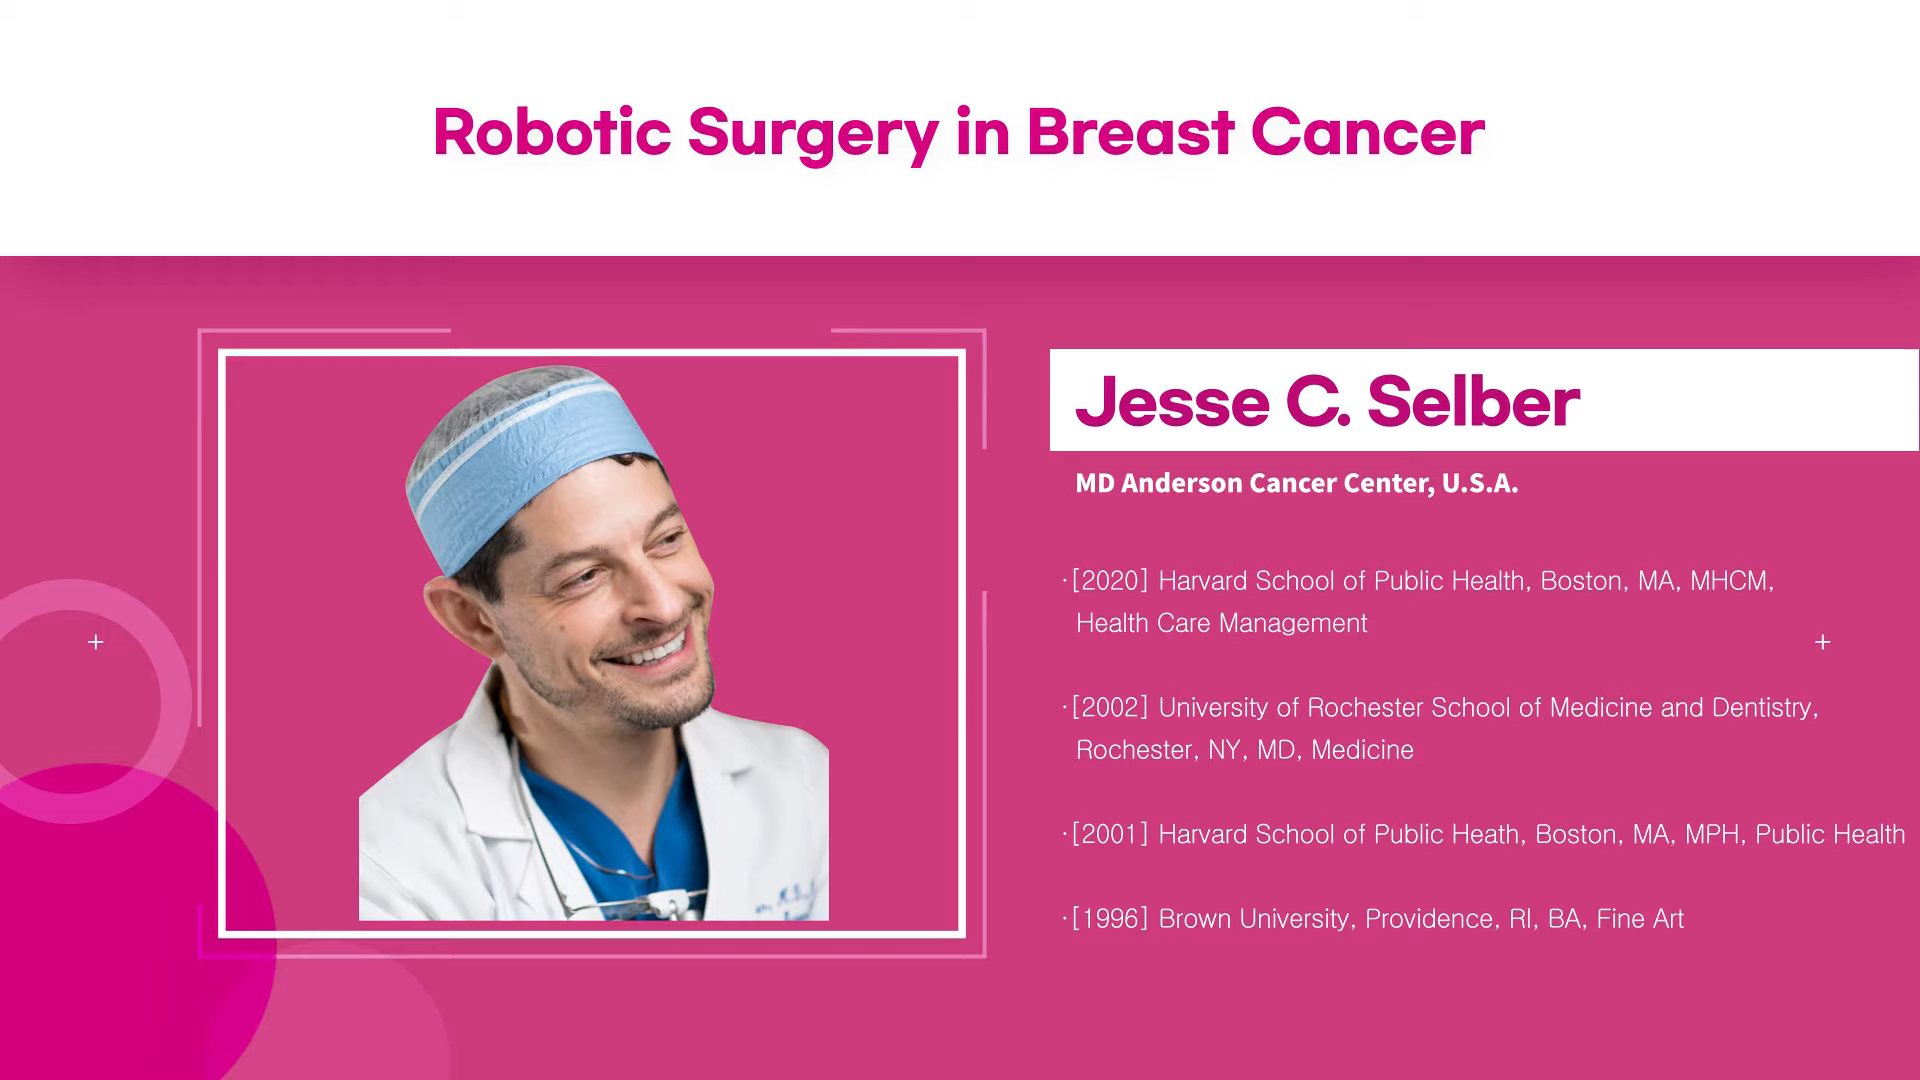 Robotic Surgery in Breast Cancer
Jesse C. Selber
MD Anderson Cancer Center, U.S.A.
·[2020] Harvard School of Public Health, Boston, MA, MHCM,
Health Care Management
·[2002] University of Rochester School of Medicine and Dentistry,
Rochester, NY, MD, Medicine
·[2001] Harvard School of Public Heath, Boston, MA, MPH, Public Health
·[1996] Brown University, Providence, RI, BA, Fine Art